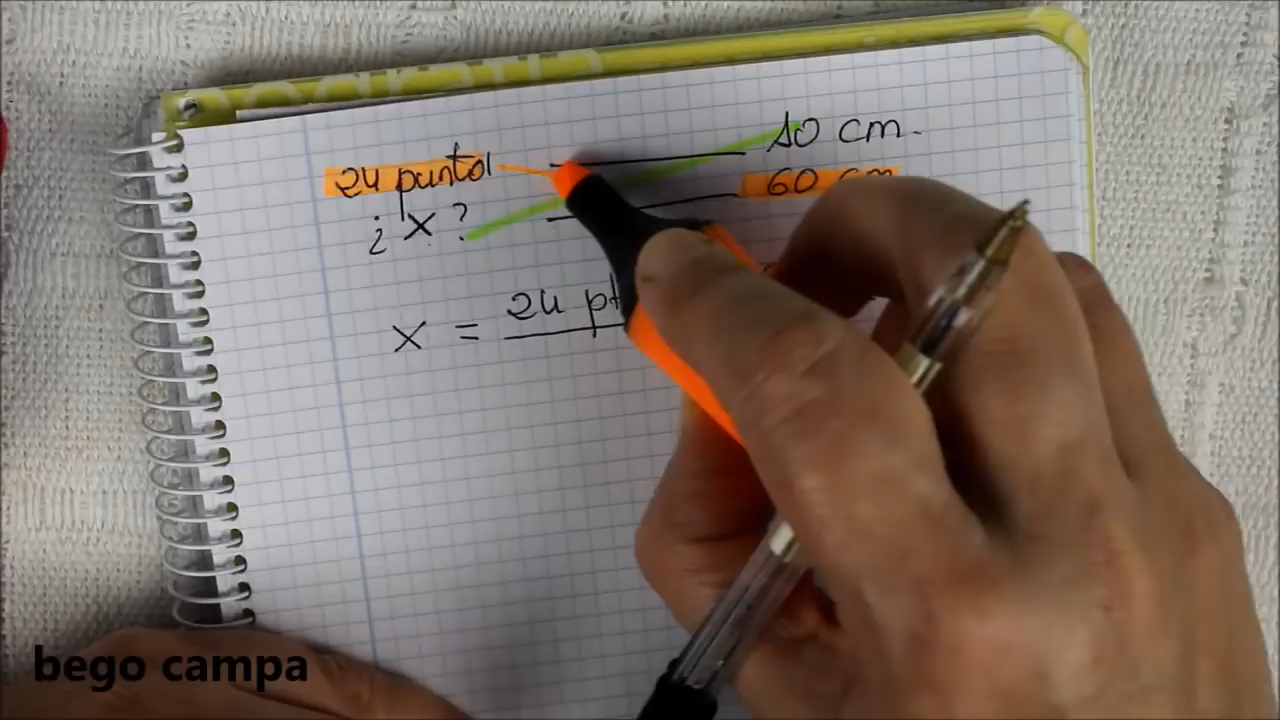 24 puntos 10 cm.
¿ X ? 60 cm
X = 24 pt
bego campa